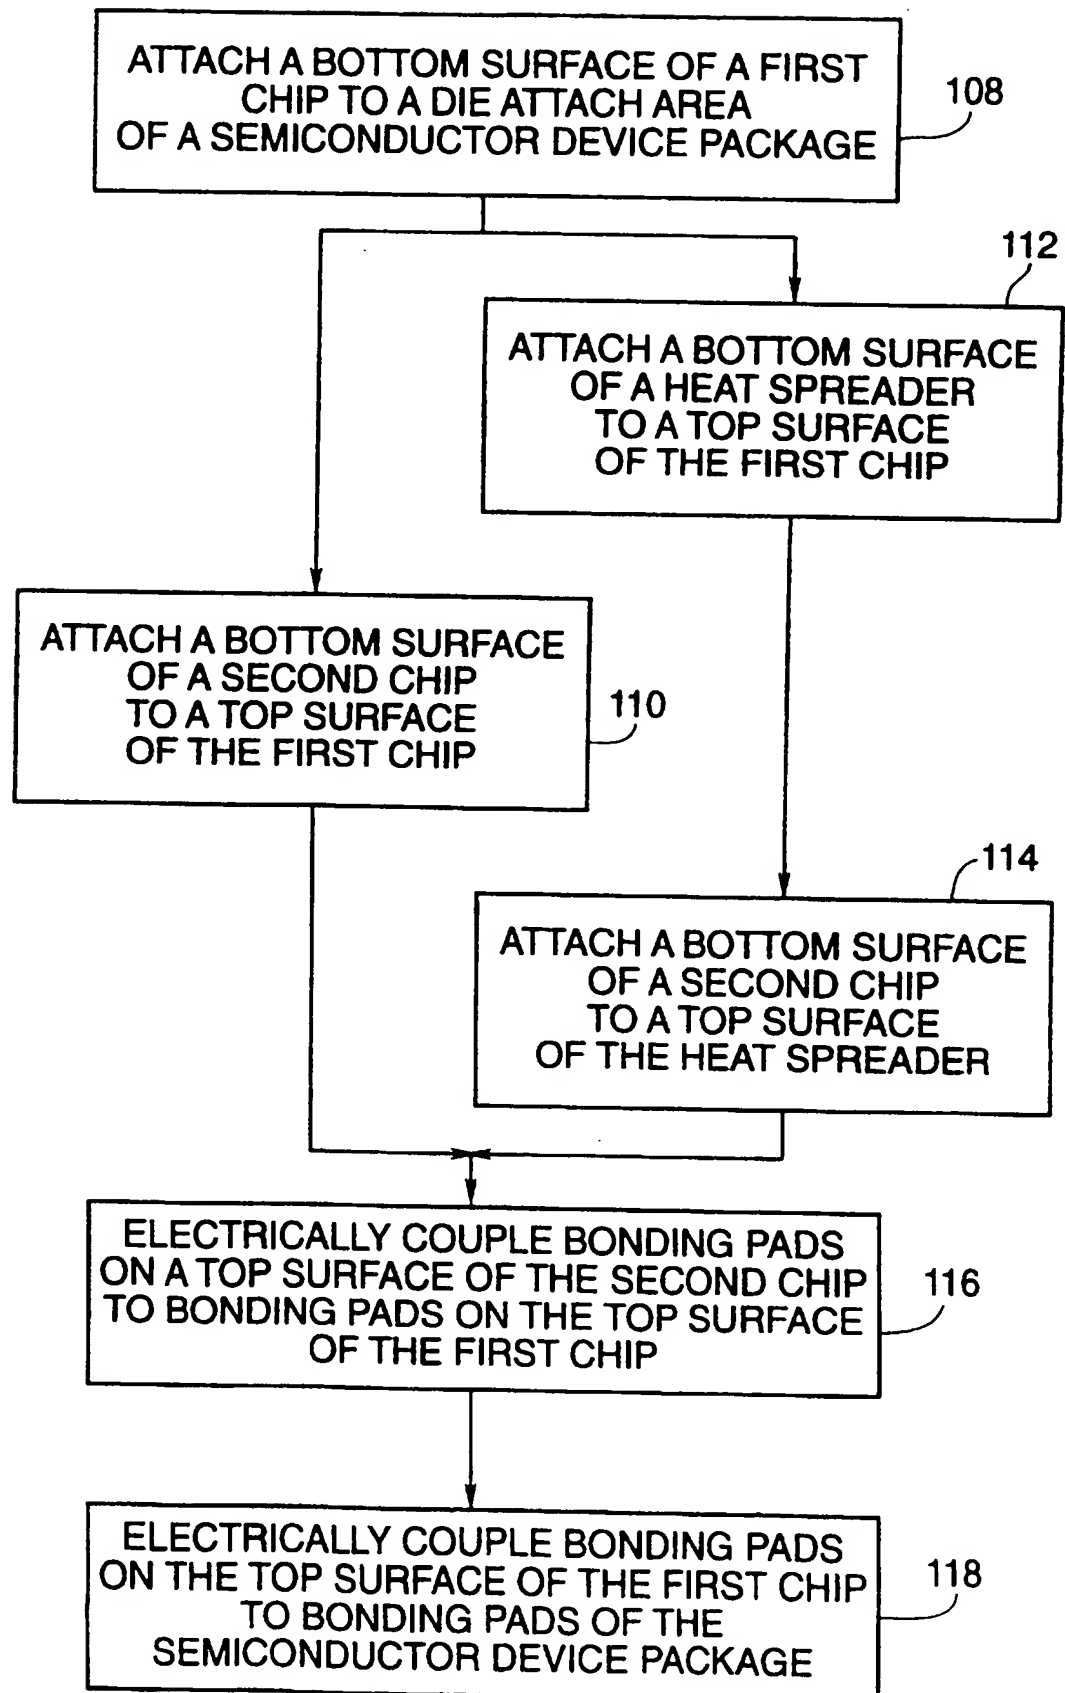 ATTACH A BOTTOM SURFACE OF A FIRST
CHIP TO A DIE ATTACH AREA
OF A SEMICONDUCTOR DEVICE PACKAGE
108
112
ATTACH A BOTTOM SURFACE
OF A HEAT SPREADER
TO A TOP SURFACE
OF THE FIRST CHIP
ATTACH A BOTTOM SURFACE
OF A SECOND CHIP
TO A TOP SURFACE
OF THE FIRST CHIP
110
114
ATTACH A BOTTOM SURFACE
OF A SECOND CHIP
TO A TOP SURFACE
OF THE HEAT SPREADER
ELECTRICALLY COUPLE BONDING PADS
ON A TOP SURFACE OF THE SECOND CHIP
TO BONDING PADS ON THE TOP SURFACE
OF THE FIRST CHIP
116
ELECTRICALLY COUPLE BONDING PADS
ON THE TOP SURFACE OF THE FIRST CHIP
TO BONDING PADS OF THE
SEMICONDUCTOR DEVICE PACKAGE
118